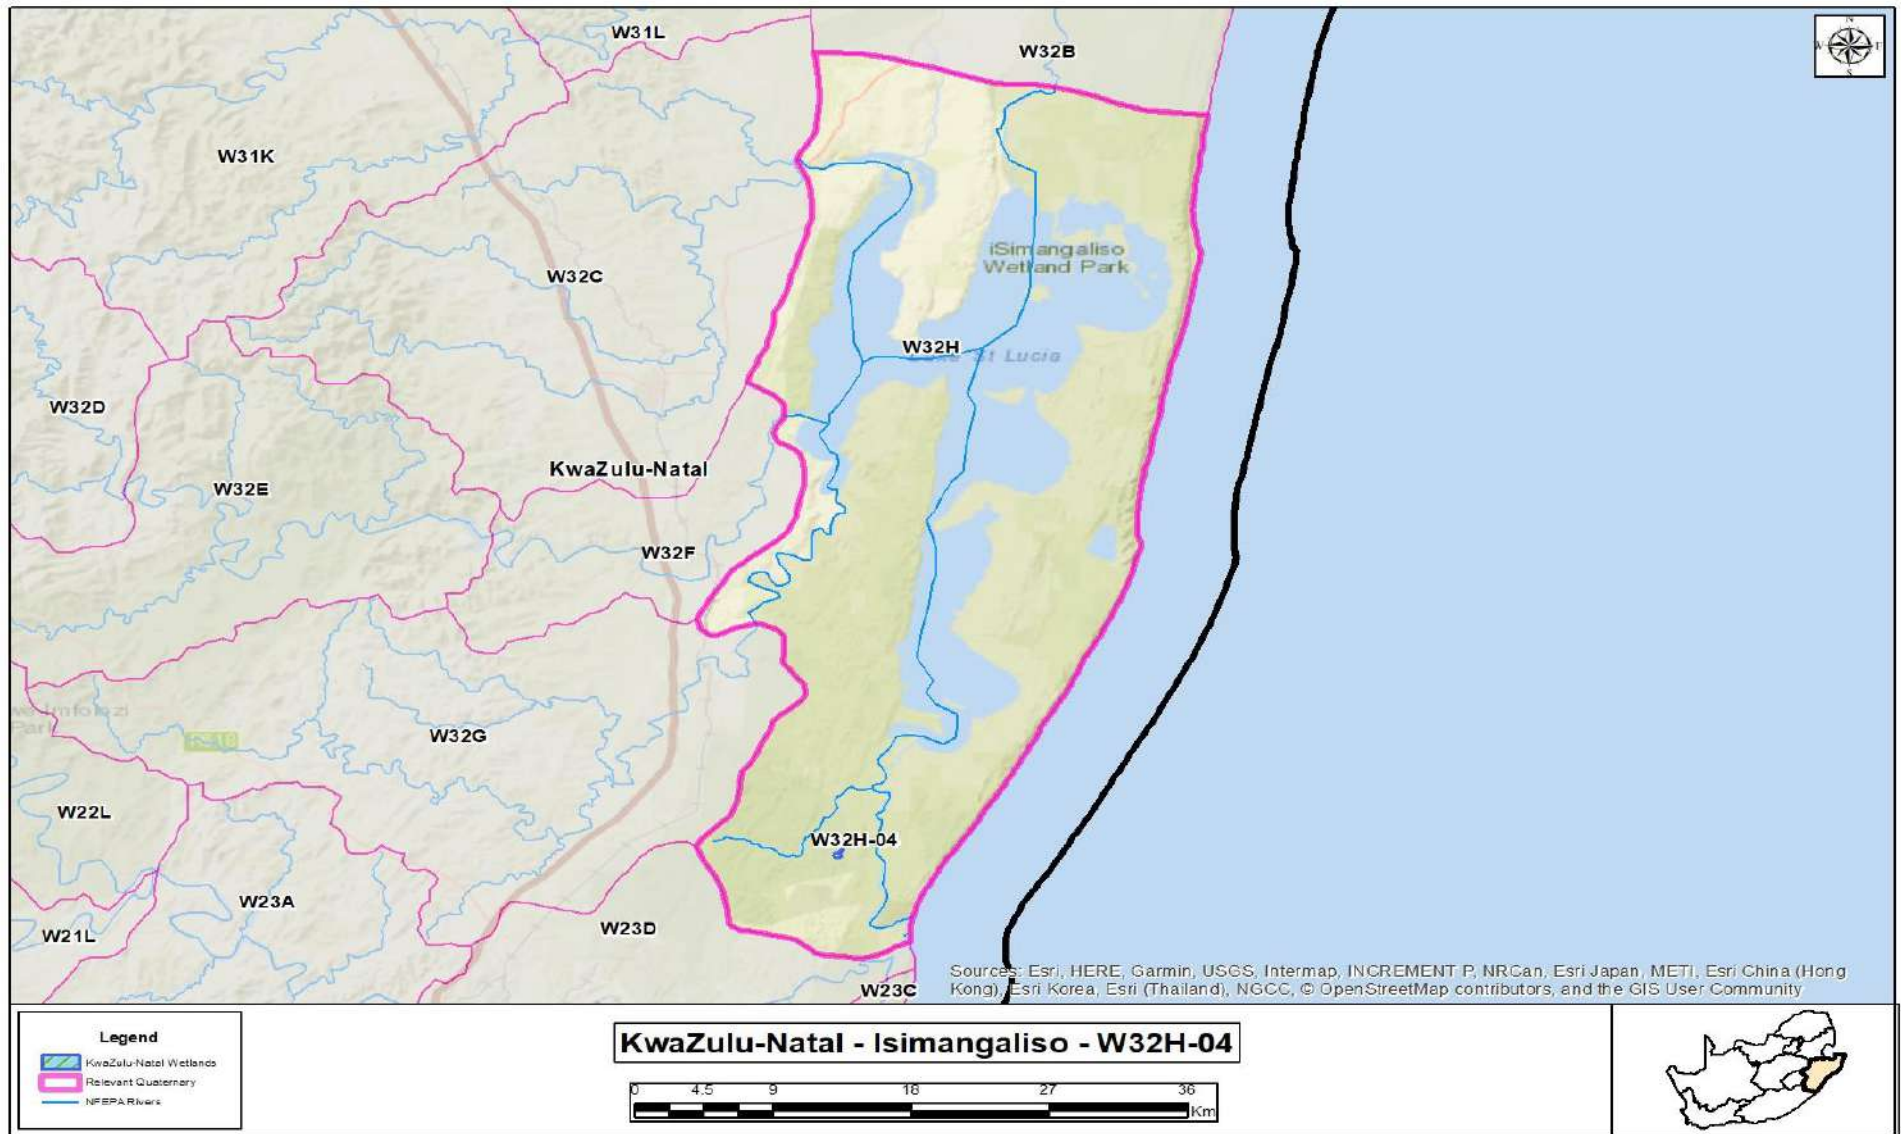 W31L
W32B
N
W
E
S
W31K
iSimangaliso
Wetland Park
W32C
W32H
Lake St Lucia
W32D
KwaZulu-Natal
W32E
W32F
Imfolozi
Park
W32G
W22L
W32H-04
W23A
W23D
W21L
W23C
Sources: Esri, HERE, Garmin, USGS, Intermap, INCREMENT P, NRCan, Esri Japan, METI, Esri China (Hong
Kong), Esri Korea, Esri (Thailand), NGCC, © OpenStreetMap contributors, and the GIS User Community
Legend
KwaZulu-Natal Wetlands
Relevant Quaternary
NFEPA Rivers
KwaZulu-Natal - Isimangaliso - W32H-04
0 4.5 9 18 27 36
Km